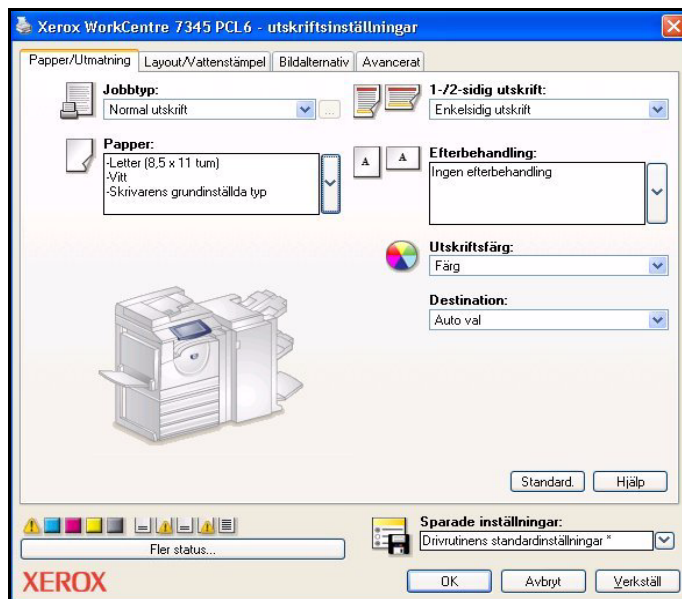 Xerox WorkCentre 7345 PCL6 - utskriftsinställningar
Papper/Utmatning
Layout/Vattenstämpel
Bildalternativ
Avancerat
Jobbtyp:
Normal utskrift
...
1-/2-sidig utskrift:
Enkelsidig utskrift
Papper:
-Letter (8,5 x 11 tum)
-Vitt
-Skrivarens grundinställda typ
A
A
Efterbehandling:
Ingen efterbehandling
Utskriftsfärg:
Färg
Destination:
Auto val
Standard.
Hjälp
Fler status...
Sparade inställningar:
Drivrutinens standardinställningar *
XEROX
OK
Avbryt
Verkställ